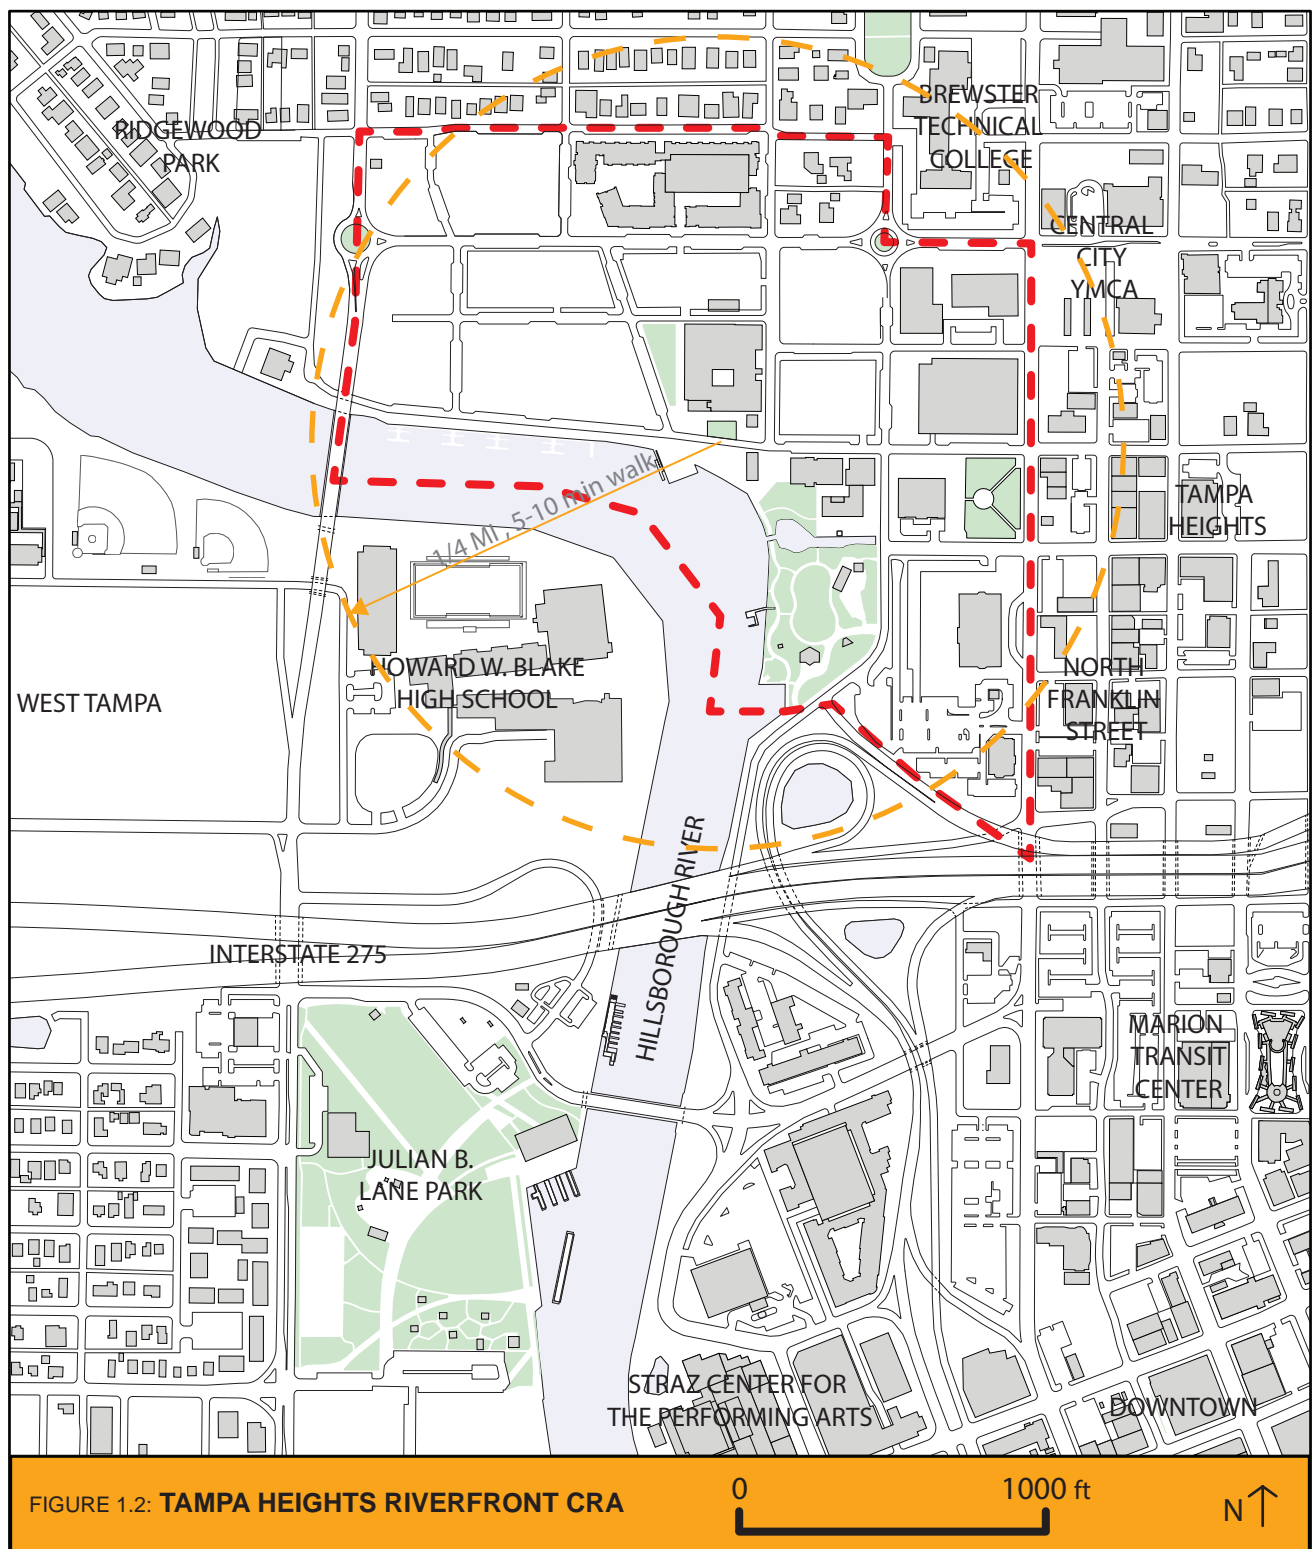 BREWSTER
TECHNICAL
COLLEGE
RIDGEWOOD
PARK
CENTRAL
CITY
YMCA
1/4 MI, 5-10 min walk
TAMPA
HEIGHTS
HOWARD W. BLAKE
HIGH SCHOOL
WEST TAMPA
NORTH
FRANKLIN
STREET
HILLSBOROUGH RIVER
INTERSTATE 275
MARION
TRANSIT
CENTER
JULIAN B.
LANE PARK
STRAZ CENTER FOR
THE PERFORMING ARTS
DOWNTOWN
FIGURE 1.2: TAMPA HEIGHTS RIVERFRONT CRA
0 1000 ft
N